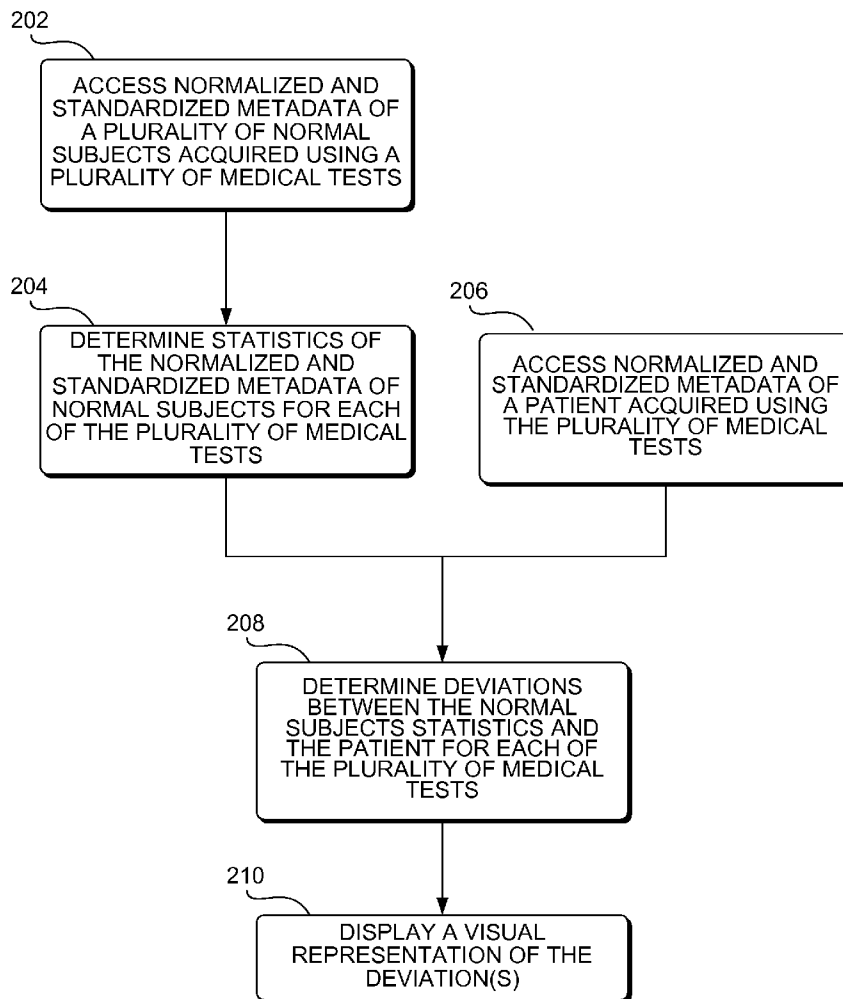 202
ACCESS NORMALIZED AND
STANDARDIZED METADATA OF
A PLURALITY OF NORMAL
SUBJECTS ACQUIRED USING A
PLURALITY OF MEDICAL TESTS
204
DETERMINE STATISTICS OF
THE NORMALIZED AND
STANDARDIZED METADATA OF
NORMAL SUBJECTS FOR EACH
OF THE PLURALITY OF MEDICAL
TESTS
206
ACCESS NORMALIZED AND
STANDARDIZED METADATA OF
A PATIENT ACQUIRED USING
THE PLURALITY OF MEDICAL
TESTS
208
DETERMINE DEVIATIONS
BETWEEN THE NORMAL
SUBJECTS STATISTICS AND
THE PATIENT FOR EACH OF
THE PLURALITY OF MEDICAL
TESTS
210
DISPLAY A VISUAL
REPRESENTATION OF THE
DEVIATION(S)